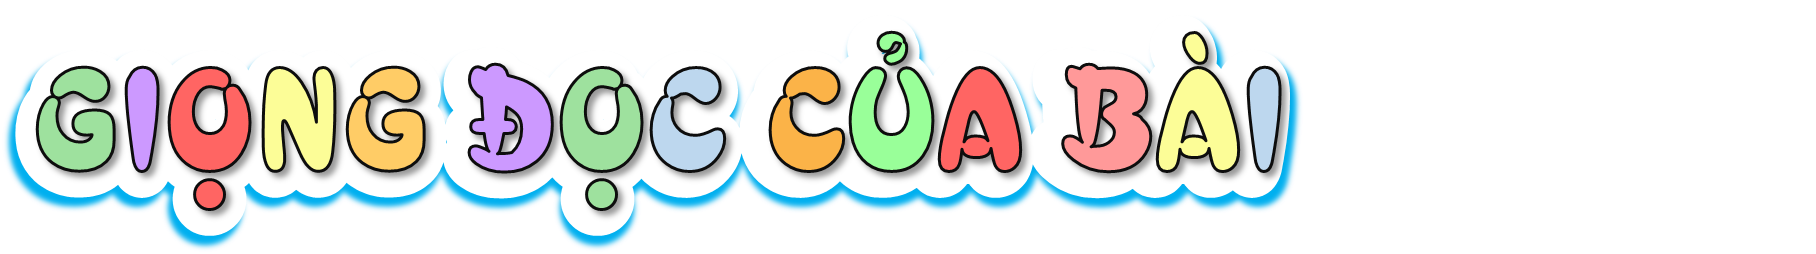 GIỌNG ĐỌC CỦA BÀI